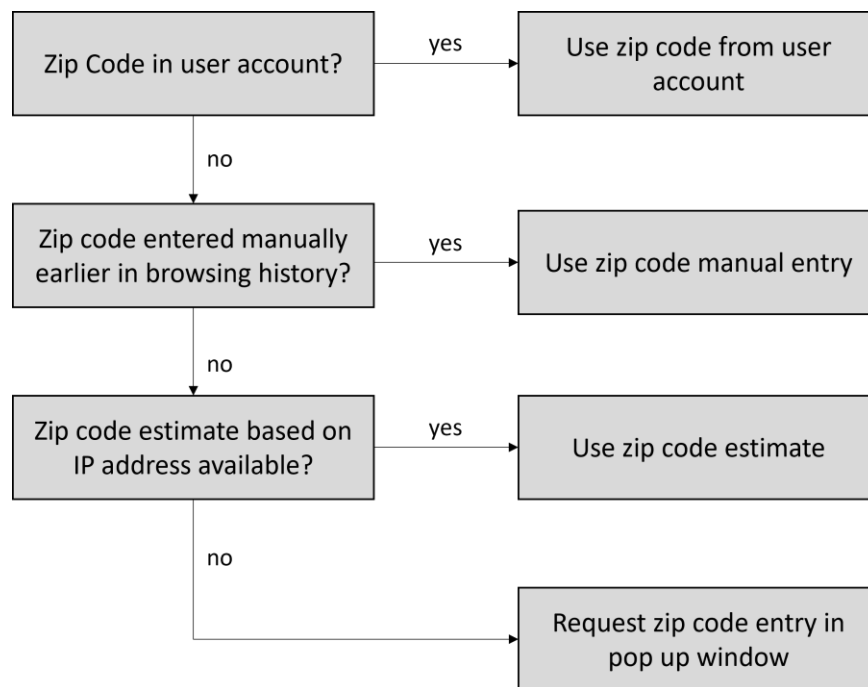 Zip Code in user account?
yes
Use zip code from user
account
no
Zip code entered manually
earlier in browsing history?
yes
Use zip code manual entry
no
Zip code estimate based on
IP address available?
yes
Use zip code estimate
no
Request zip code entry in
pop up window